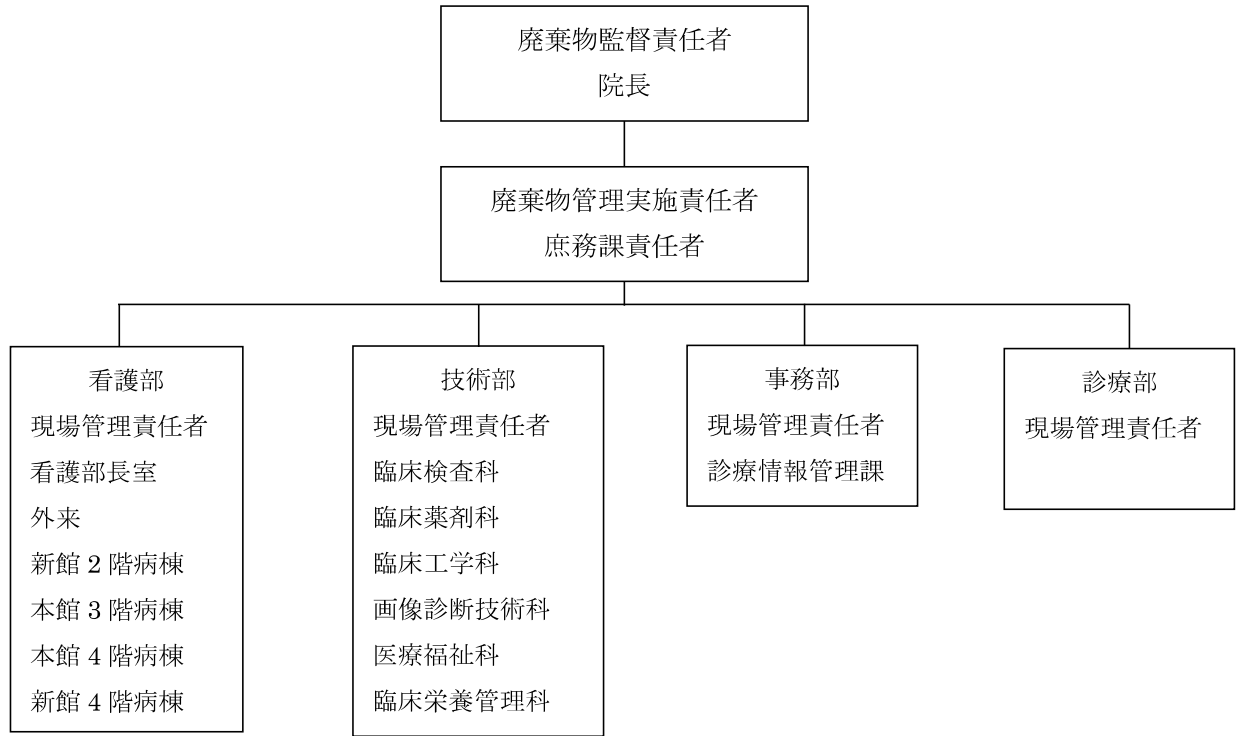 廃棄物監督責任者
院長
廃棄物管理実施責任者
庶務課責任者
看護部
現場管理責任者
看護部長室
外来
新館 2 階病棟
本館 3 階病棟
本館 4 階病棟
新館 4 階病棟
技術部
現場管理責任者
臨床検査科
臨床薬剤科
臨床工学科
画像診断技術科
医療福祉科
臨床栄養管理科
事務部
現場管理責任者
診療情報管理課
診療部
現場管理責任者